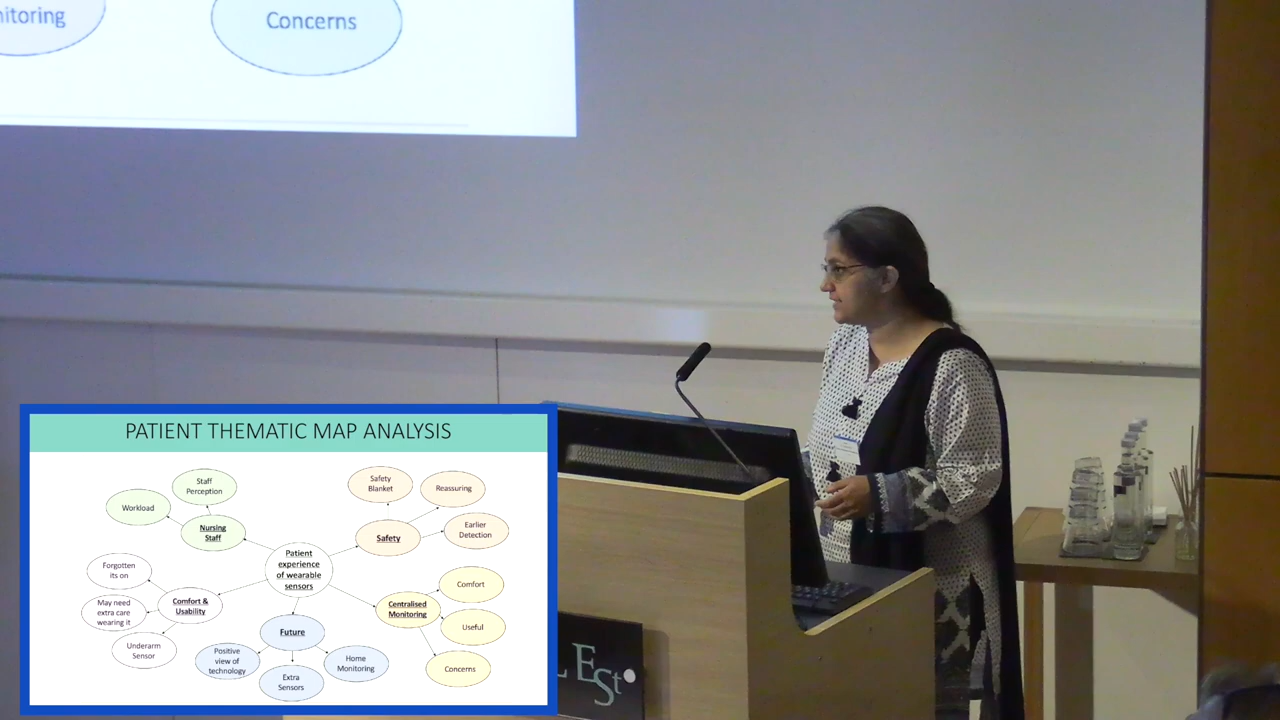 Concerns
PATIENT THEMATIC MAP ANALYSIS
Staff
Perception
Workload
Nursing
Staff
Safety
Blanket
Reassuring
Safety
Earlier
Detection
Patient
experience
of wearable
sensors
Forgotten
its on
May need
extra care
wearing it
Comfort &
Usability
Underarm
Sensor
Centralised
Monitoring
Comfort
Useful
Concerns
Future
Positive
view of
technology
Extra
Sensors
Home
Monitoring